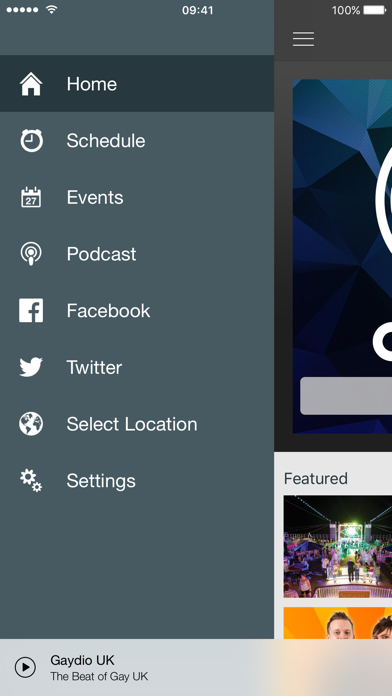 09:41
100%
Home
Schedule
27
Events
Podcast
Facebook
Twitter
Select Location
Settings
Featured
Gaydio UK
The Beat of Gay UK